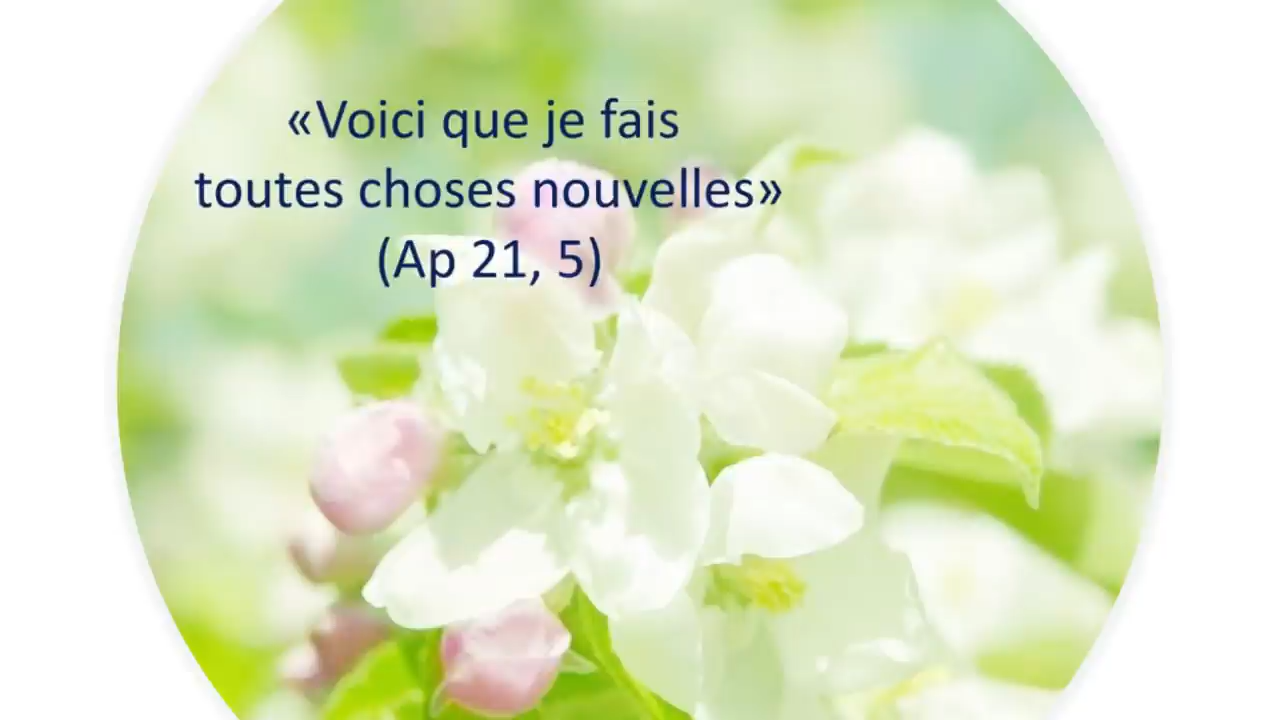 «Voici que je fais
toutes choses nouvelles»
(Ap 21, 5)